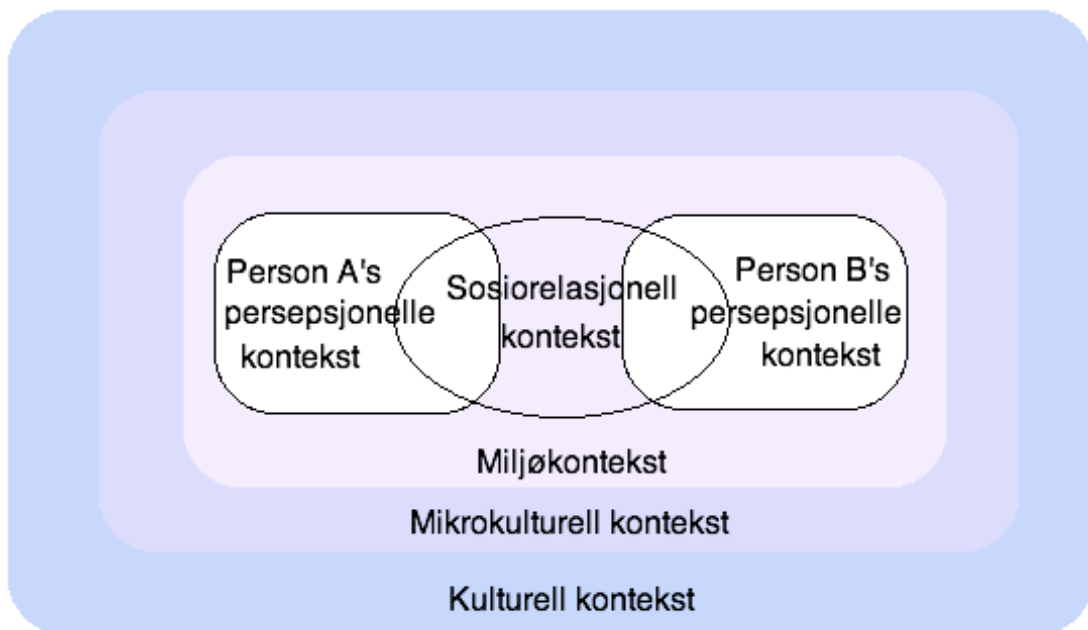 Person A's
persepsjonelle
kontekst
Sosiorelasjonell
kontekst
Person B's
persepsjonelle
kontekst
Miljøkontekst
Mikrokulturell kontekst
Kulturell kontekst